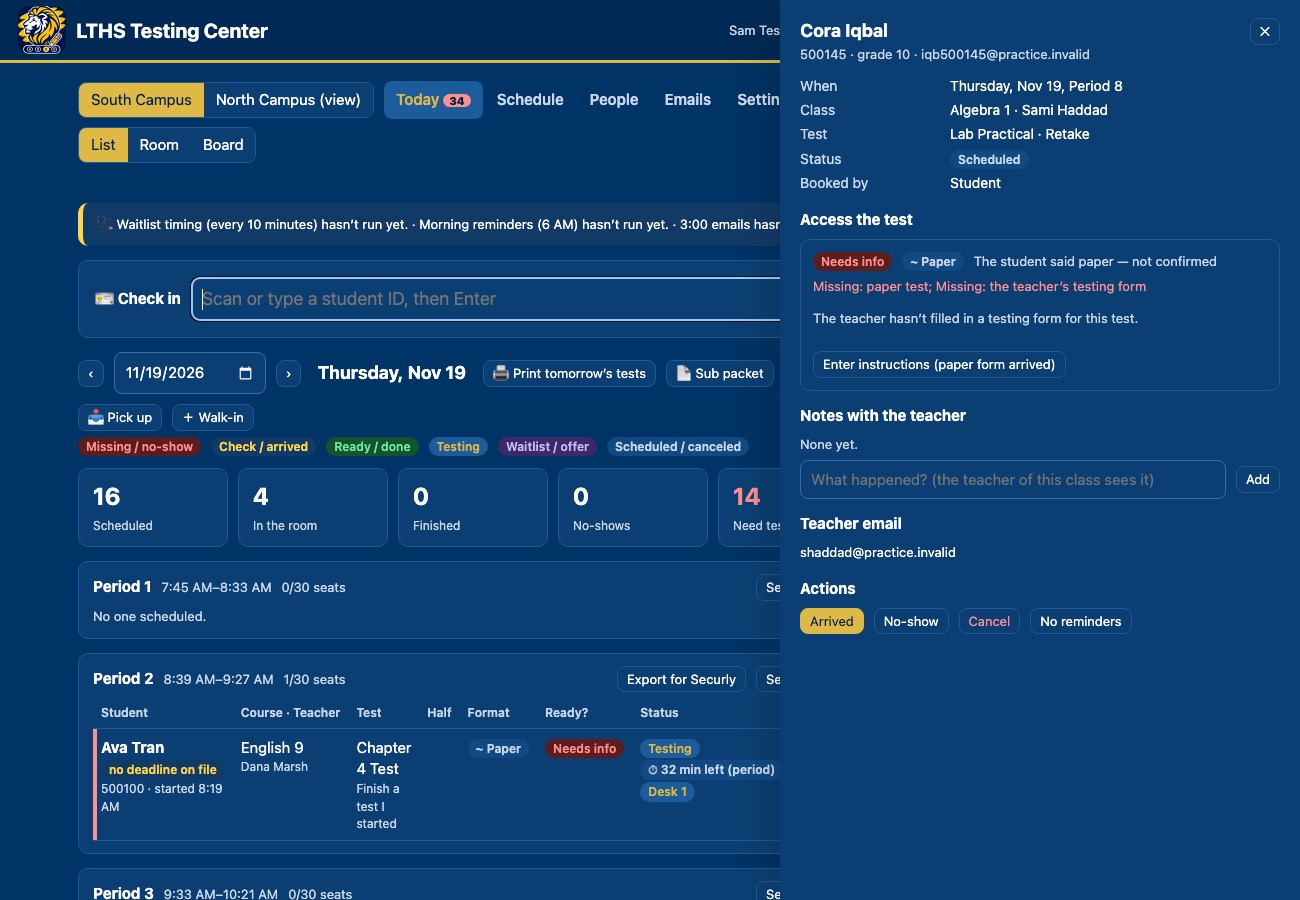 LTHS Testing Center
Sam Tes
South Campus North Campus (view) Today 34 Schedule People Emails Settin
List Room Board
Waitlist timing (every 10 minutes) hasn’t run yet. · Morning reminders (6 AM) hasn’t run yet. · 3:00 emails hasn
Check in Scan or type a student ID, then Enter
‹ 11/19/2026 › Thursday, Nov 19 Print tomorrow’s tests Sub packet
Pick up + Walk-in
Missing / no-show Check / arrived Ready / done Testing Waitlist / offer Scheduled / canceled
16 4 0 0 14
Scheduled In the room Finished No-shows Need tes
Period 1 7:45 AM–8:33 AM 0/30 seats Se
No one scheduled.
Period 2 8:39 AM–9:27 AM 1/30 seats Export for Securly Se
Student Course · Teacher Test Half Format Ready? Status
Ava Tran English 9 Chapter ~ Paper Needs info Testing
no deadline on file Dana Marsh 4 Test 32 min left (period)
500100 · started 8:19 Finish a Desk 1
AM test I
started
Period 3 9:33 AM–10:21 AM 0/30 seats Se
Cora Iqbal ✕
500145 · grade 10 · iqb500145@practice.invalid
When Thursday, Nov 19, Period 8
Class Algebra 1 · Sami Haddad
Test Lab Practical · Retake
Status Scheduled
Booked by Student
Access the test
Needs info ~ Paper The student said paper — not confirmed
Missing: paper test; Missing: the teacher’s testing form
The teacher hasn’t filled in a testing form for this test.
Enter instructions (paper form arrived)
Notes with the teacher
None yet.
What happened? (the teacher of this class sees it) Add
Teacher email
shaddad@practice.invalid
Actions
Arrived No-show Cancel No reminders